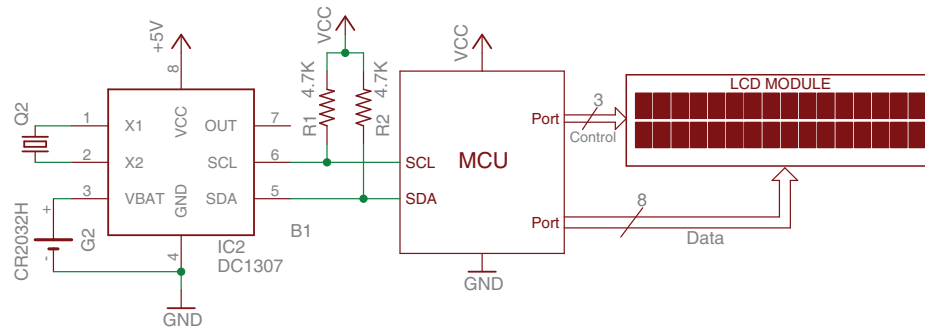 +5V
8
VCC
4.7K
4.7K
R1
R2
VCC
LCD MODULE
Q2
1
X1
VCC
OUT
7
2
X2
SCL
6
3
VBAT
GND
SDA
5
+
-
CR2032H
G2
4
IC2
DC1307
B1
GND
SCL
SDA
MCU
Port
3
Control
Port
8
Data
GND